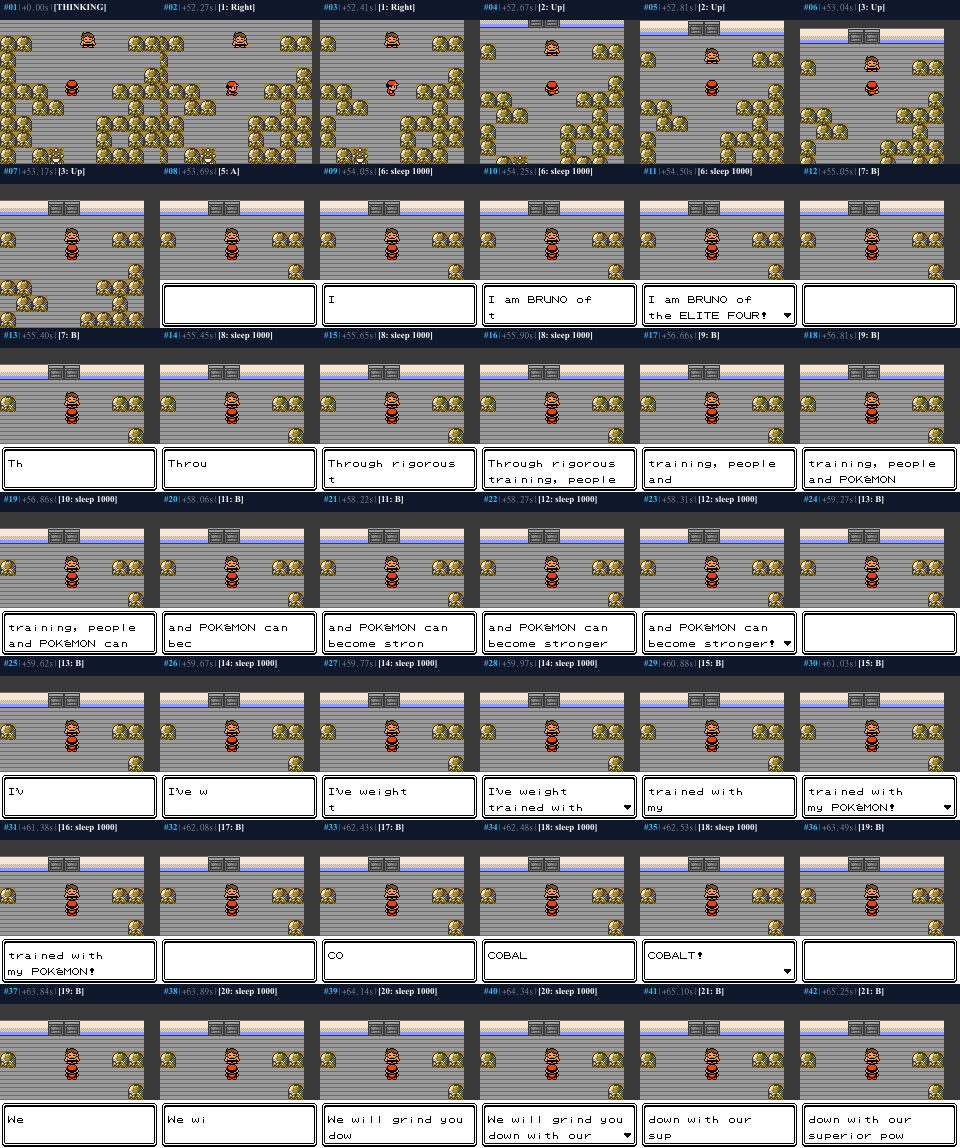 #01|+0.00s|[THINKING]
#02|+52.27s|[1: Right]
#03|+52.41s|[1: Right]
#04|+52.67s|[2: Up]
#05|+52.81s|[2: Up]
#06|+53.04s|[3: Up]
#07|+53.17s|[3: Up]
#08|+53.69s|[5: A]
#09|+54.05s|[6: sleep 1000]
#10|+54.25s|[6: sleep 1000]
#11|+54.50s|[6: sleep 1000]
#12|+55.05s|[7: B]
I
I am BRUNO of
t
I am BRUNO of
the ELITE FOUR!
#13|+55.40s|[7: B]
#14|+55.45s|[8: sleep 1000]
#15|+55.65s|[8: sleep 1000]
#16|+55.90s|[8: sleep 1000]
#17|+56.66s|[9: B]
#18|+56.81s|[9: B]
Th
Throu
Through rigorous
t
Through rigorous
training, people
training, people
and
training, people
and POKéMON
#19|+56.86s|[10: sleep 1000]
#20|+58.06s|[11: B]
#21|+58.22s|[11: B]
#22|+58.27s|[12: sleep 1000]
#23|+58.31s|[12: sleep 1000]
#24|+59.27s|[13: B]
training, people
and POKéMON can
and POKéMON can
bec
and POKéMON can
become stron
and POKéMON can
become stronger
and POKéMON can
become stronger!
#25|+59.62s|[13: B]
#26|+59.67s|[14: sleep 1000]
#27|+59.77s|[14: sleep 1000]
#28|+59.97s|[14: sleep 1000]
#29|+60.88s|[15: B]
#30|+61.03s|[15: B]
I'v
I've w
I've weight
t
I've weight
trained with
trained with
my
trained with
my POKéMON!
#31|+61.38s|[16: sleep 1000]
#32|+62.08s|[17: B]
#33|+62.43s|[17: B]
#34|+62.48s|[18: sleep 1000]
#35|+62.53s|[18: sleep 1000]
#36|+63.49s|[19: B]
trained with
my POKéMON!
CO
COBAL
COBALT!
#37|+63.84s|[19: B]
#38|+63.89s|[20: sleep 1000]
#39|+64.14s|[20: sleep 1000]
#40|+64.34s|[20: sleep 1000]
#41|+65.10s|[21: B]
#42|+65.25s|[21: B]
We
We wi
We will grind you
dow
We will grind you
down with our
down with our
sup
down with our
superior pow